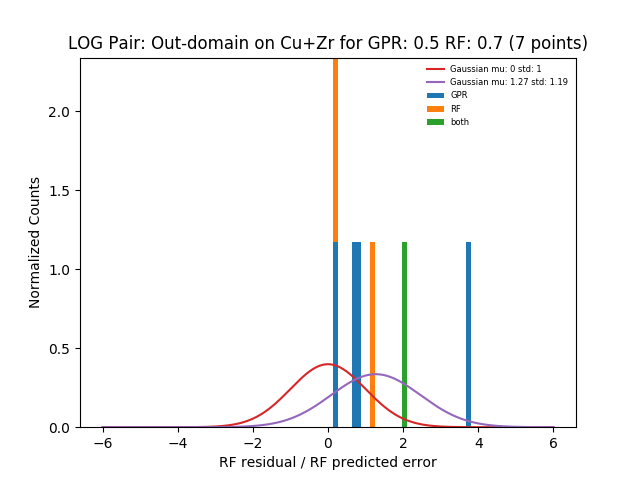 LOG Pair: Out-domain on Cu+Zr for GPR: 0.5 RF: 0.7 (7 points)
Gaussian mu: 0 std: 1
Gaussian mu: 1.27 std: 1.19
GPR
RF
both
Normalized Counts
2.0
1.5
1.0
0.5
0.0
−6
−4
−2
0
2
4
6
RF residual / RF predicted error